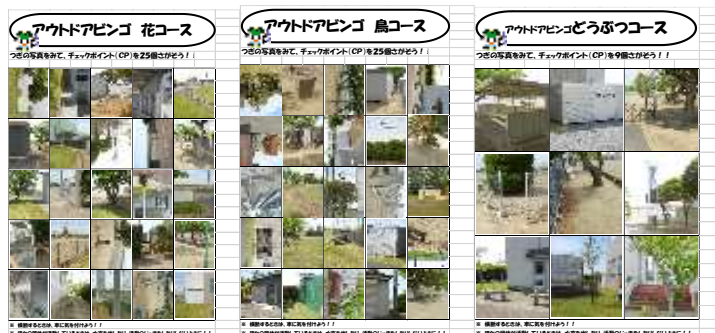 アウトドアビンゴ 花コース
つぎの写真をみて、チェックポイント(CP)を25個さがそう!!
※ 横断するときは、車に気を付けよう!!
アウトドアビンゴ 鳥コース
つぎの写真をみて、チェックポイント(CP)を25個さがそう!!
※ 横断するときは、車に気を付けよう!!
アウトドアビンゴどうぶつコース
つぎの写真をみて、チェックポイント(CP)を9個さがそう!!
※ 横断するときは、車に気を付けよう!!